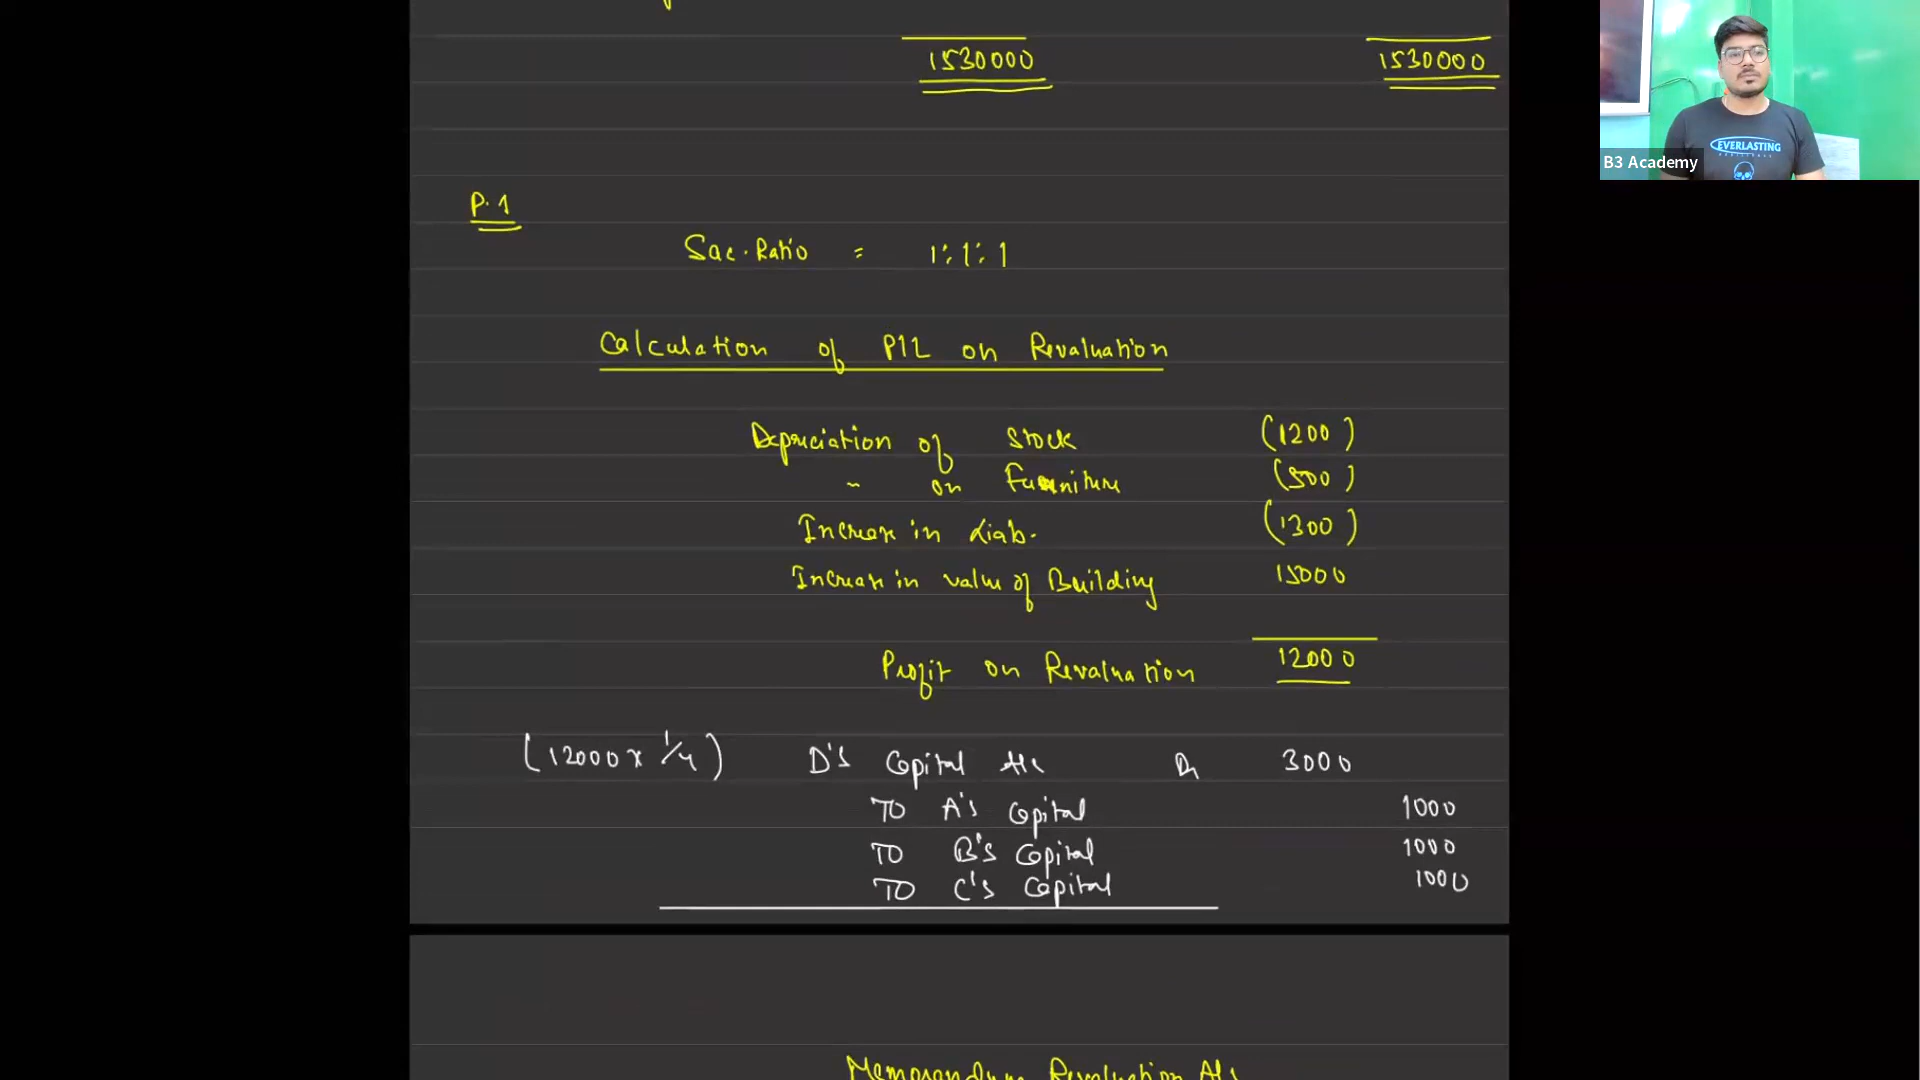 1530000 1530000
EVERLASTING
B3 Academy
P.1
Sac. Ratio = 1:1:1
Calculation of P/L on Revaluation
Depreciation of Stock (1200)
" on Furniture (500)
Increase in Liab. (1300)
Increase in value of Building 15000
Profit on Revaluation 12000
(12000 x 1/4) D's Capital A/c Dr 3000
TO A's Capital 1000
TO B's Capital 1000
TO C's Capital 1000
Memorandum Revaluation A/c